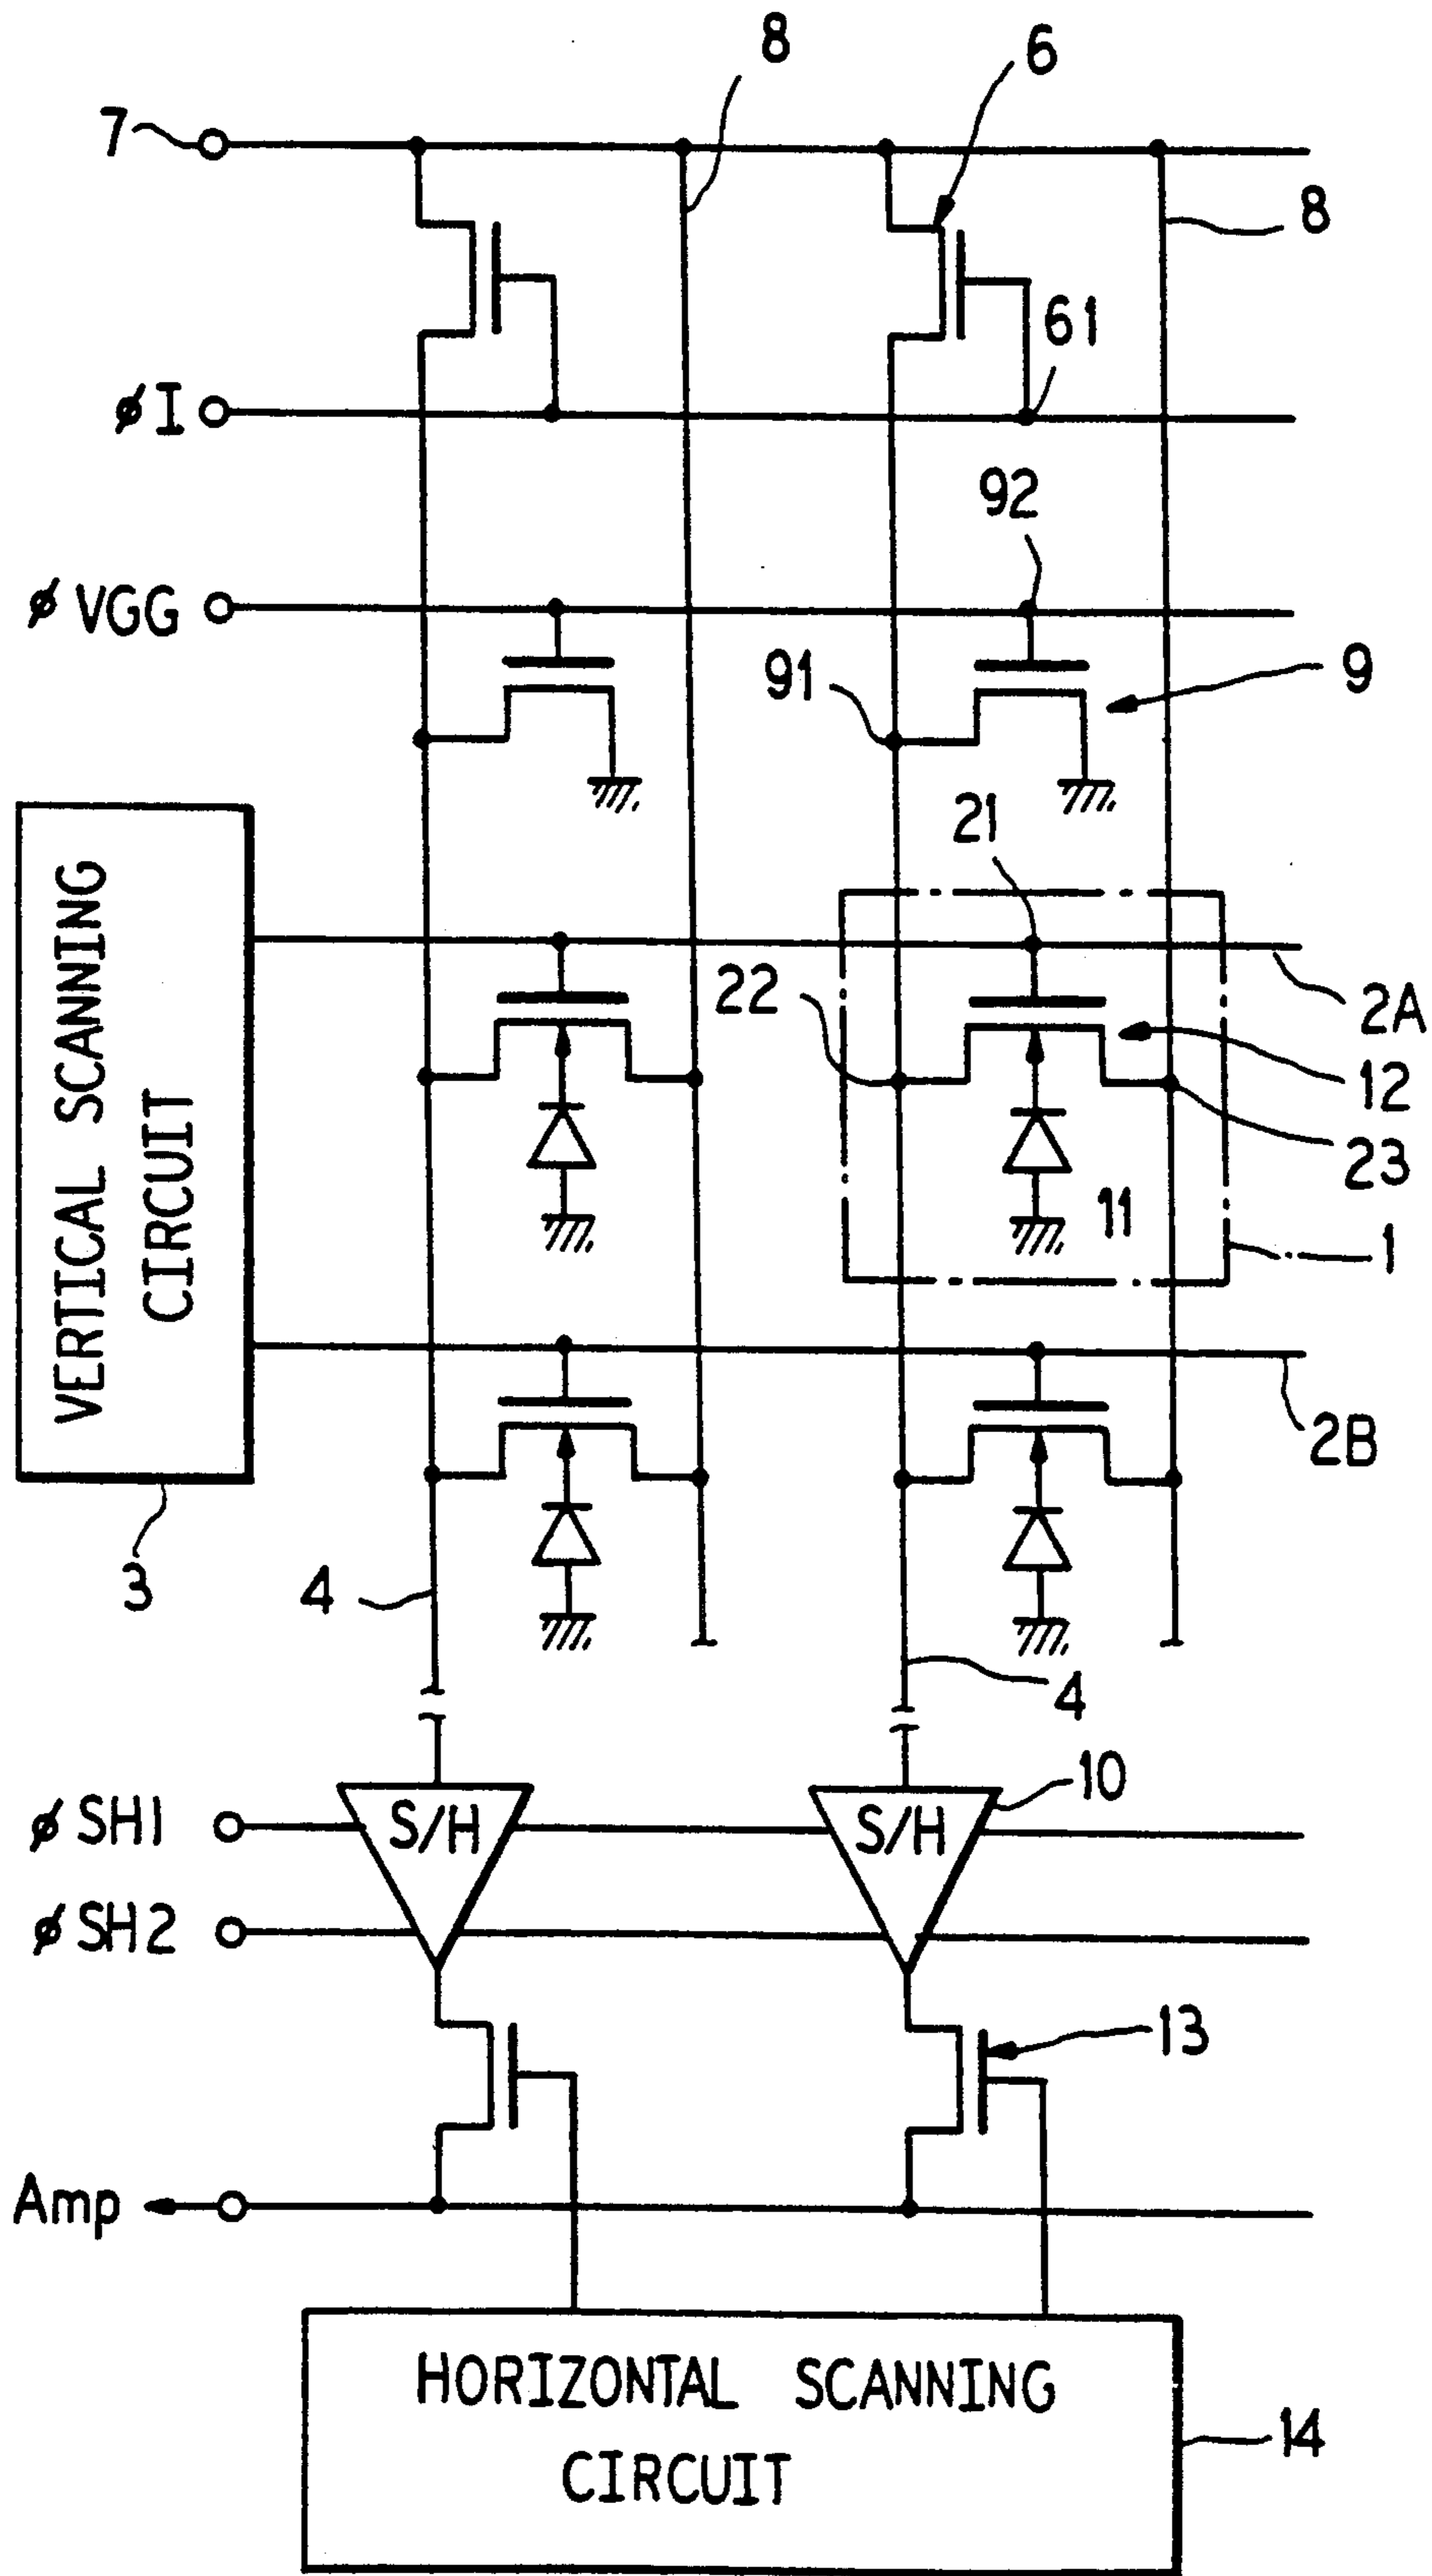 8
6
7
8
61
φI
92
φVGG
91
9
21
22
2A
12
23
11
1
VERTICAL SCANNING
CIRCUIT
2B
3
4
4
10
φSH1
S/H
S/H
φSH2
13
Amp
HORIZONTAL SCANNING
CIRCUIT
14